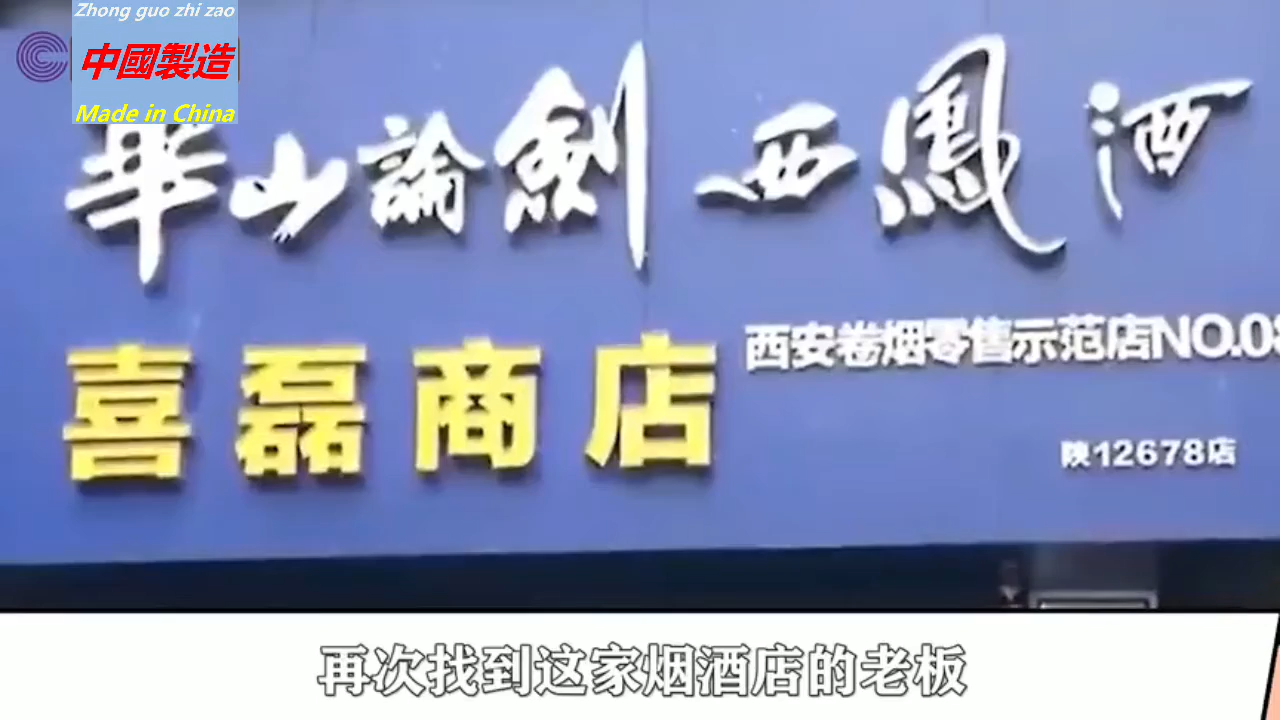 Zhong guo zhi zao
中國製造
Made in China
華山論劍 西鳳酒
喜磊商店
西安卷烟零售示范店NO.08
陕12678店
再次找到这家烟酒店的老板